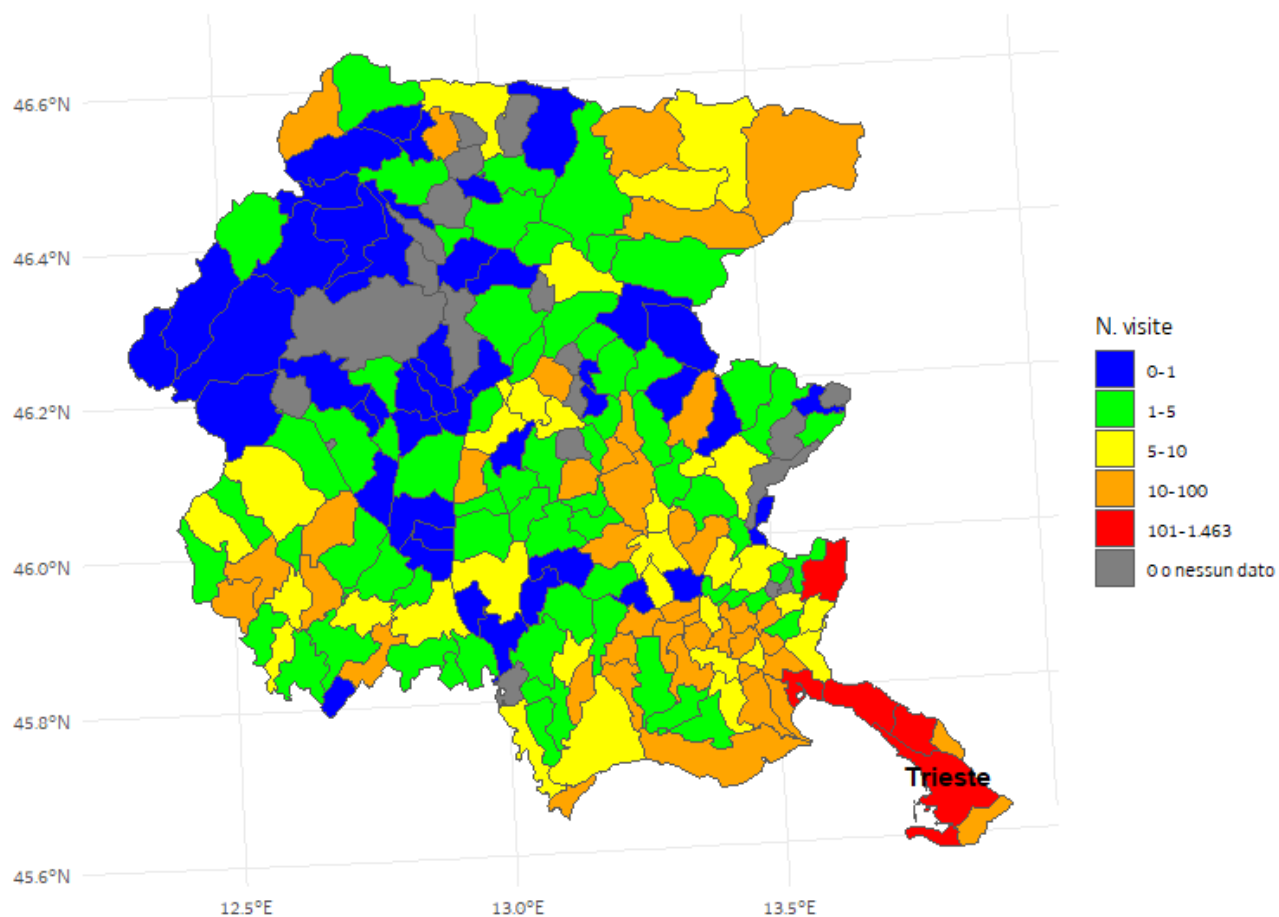 46.6°N
46.4°N
46.2°N
46.0°N
45.8°N
45.6°N
12.5°E
13.0°E
13.5°E
Trieste
N. visite
0-1
1-5
5-10
10-100
101-1.463
0 o nessun dato